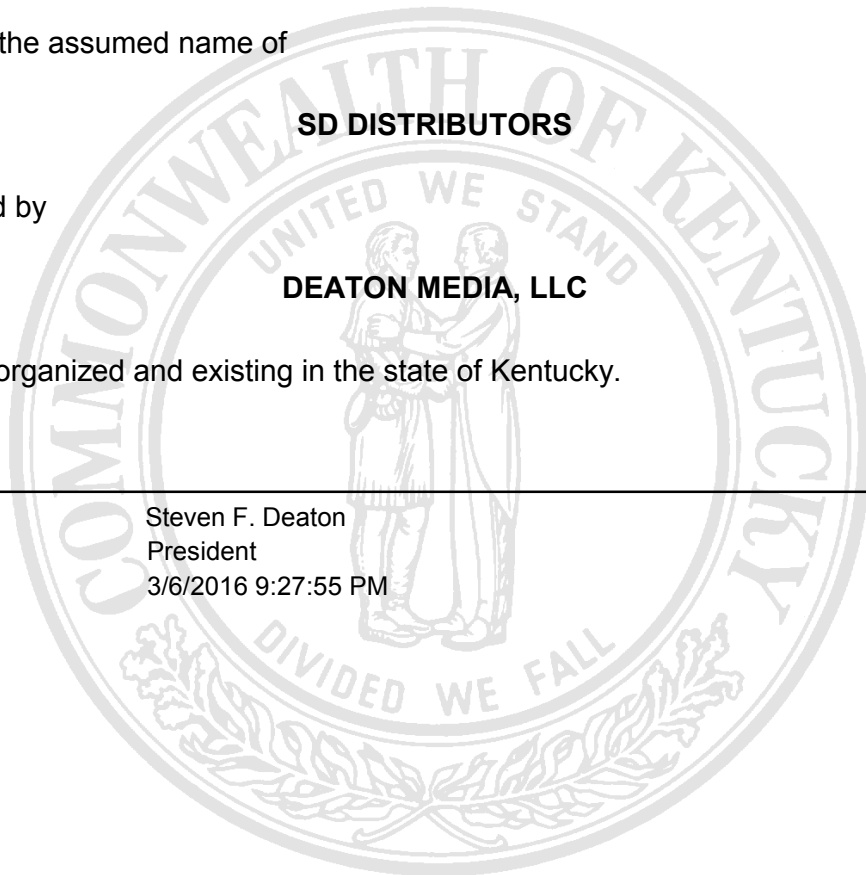 the assumed name of
SD DISTRIBUTORS
d by
DEATON MEDIA, LLC
organized and existing in the state of Kentucky.
Steven F. Deaton
President
3/6/2016 9:27:55 PM
COMMONWEALTH OF KENTUCKY
UNITED WE STAND
DIVIDED WE FALL